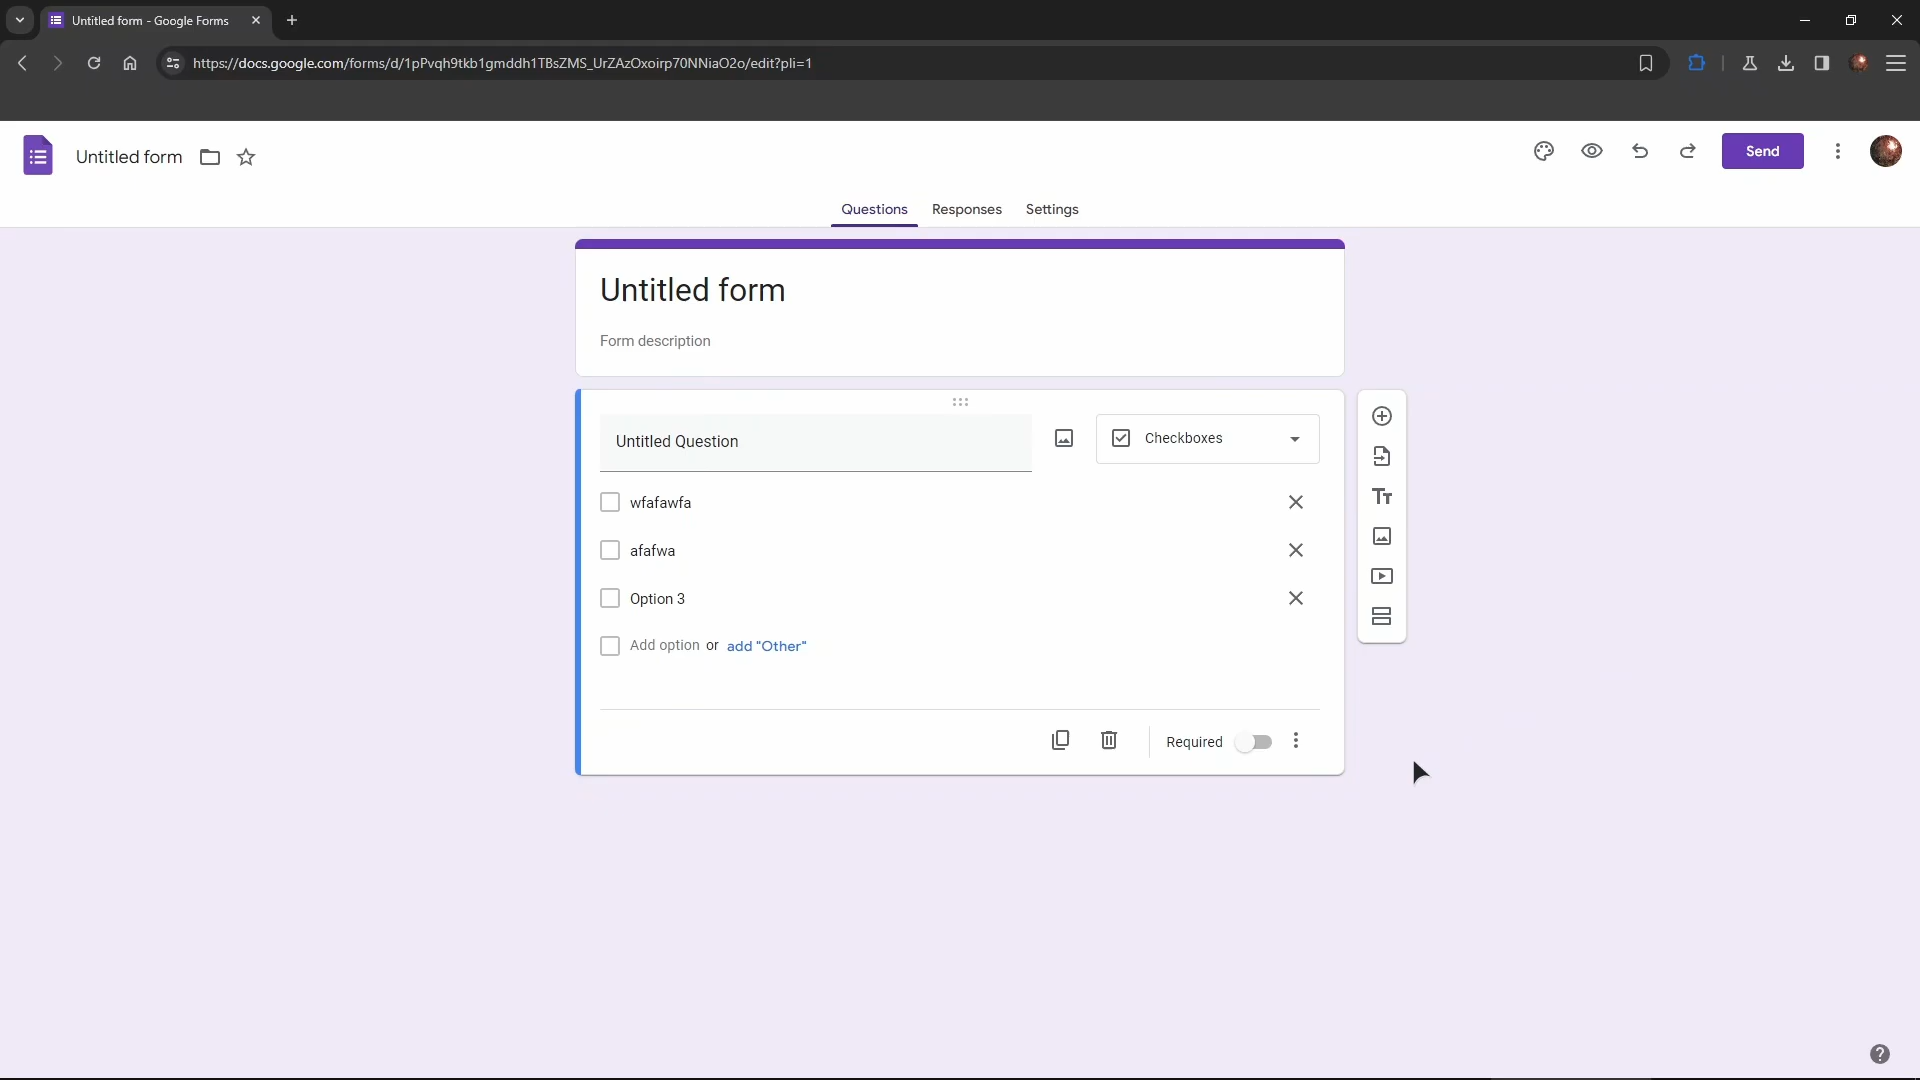 Untitled form - Google Forms
https://docs.google.com/forms/d/1pPvqh9tkb1gmddh1TBsZMS_UrZAzOxoirp70NNiaO2o/edit?pli=1
Untitled form
Send
Questions Responses Settings
Untitled form
Form description
Untitled Question
Checkboxes
wfafawfa
afafwa
Option 3
Add option or add "Other"
Required